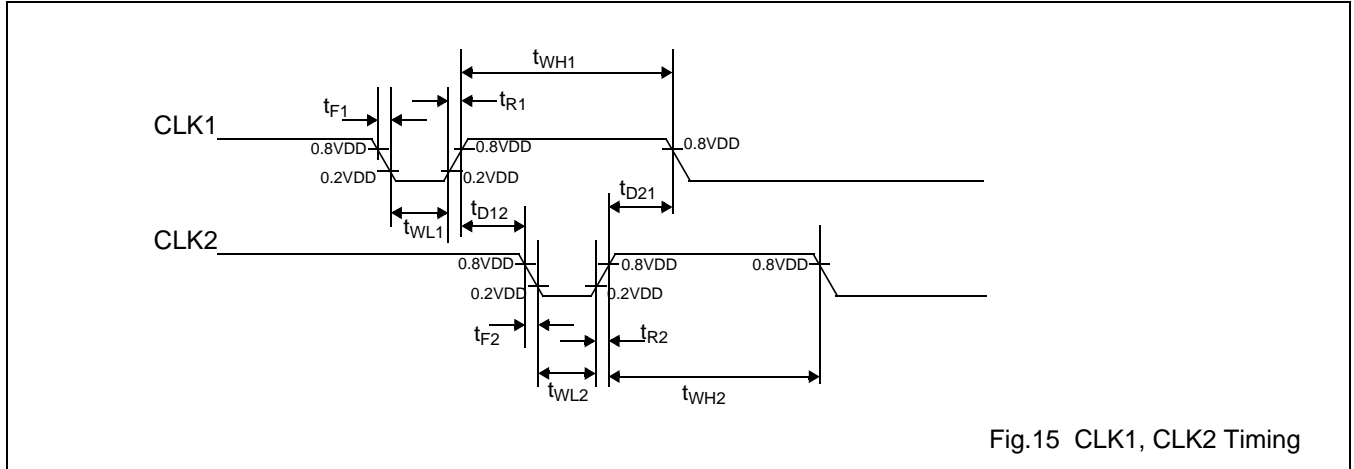 tWH1
tF1
tR1
CLK1
0.8VDD
0.8VDD
0.8VDD
0.2VDD
0.2VDD
tD21
tD12
tWL1
CLK2
0.8VDD
0.8VDD
0.8VDD
0.2VDD
0.2VDD
tF2
tR2
tWL2
tWH2
Fig.15 CLK1, CLK2 Timing